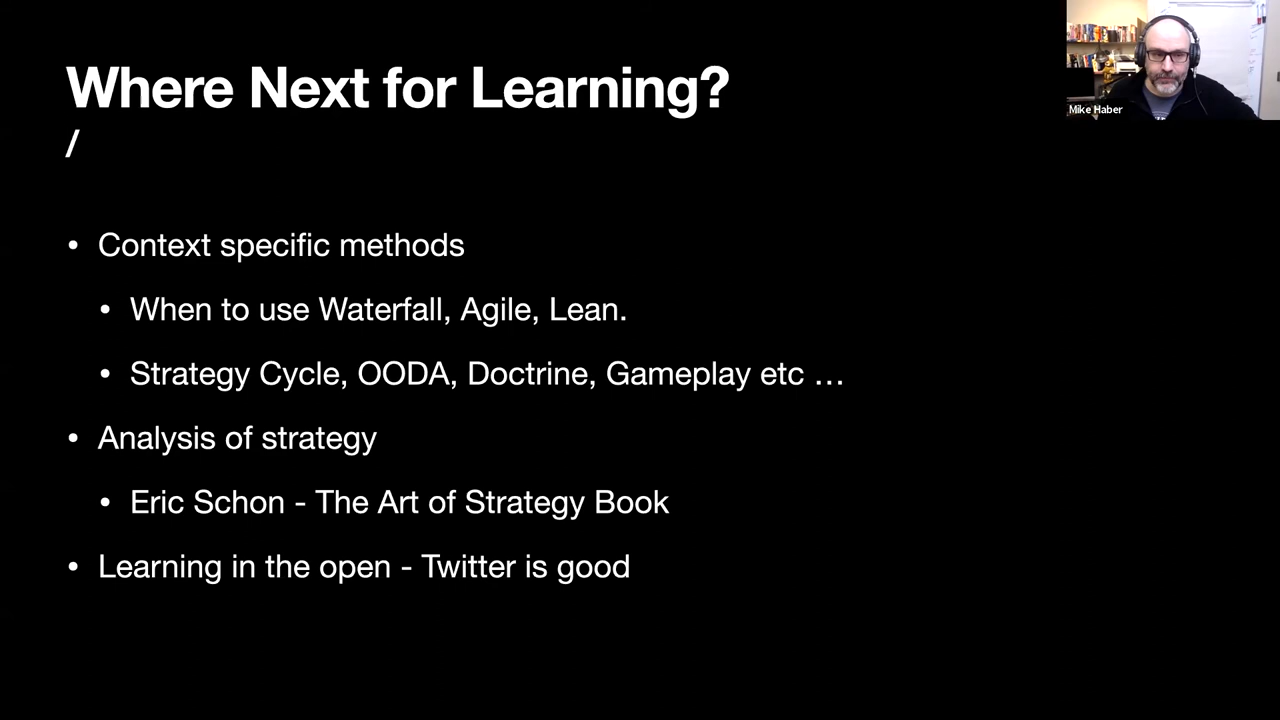 Where Next for Learning?
/
• Context specific methods
• When to use Waterfall, Agile, Lean.
• Strategy Cycle, OODA, Doctrine, Gameplay etc …
• Analysis of strategy
• Eric Schon - The Art of Strategy Book
• Learning in the open - Twitter is good
Mike Haber